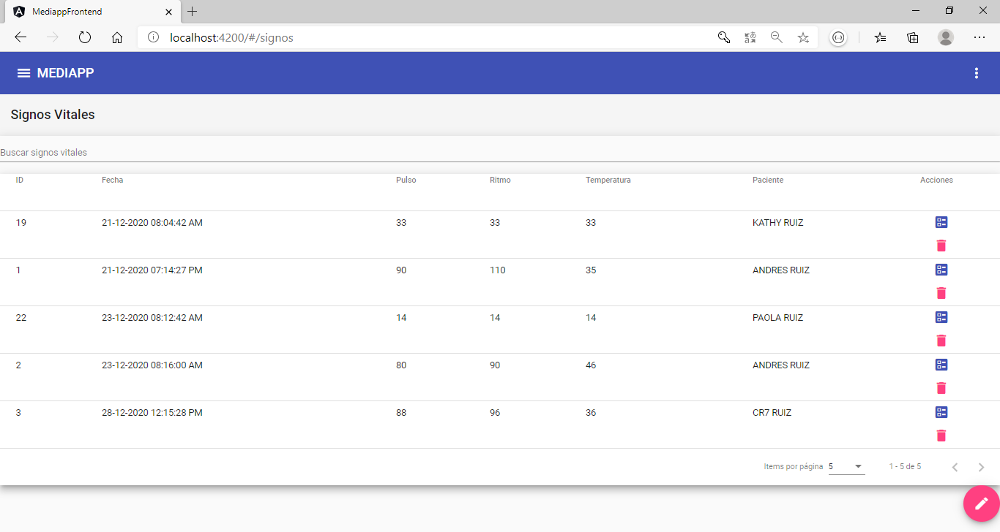 MediappFrontend
localhost:4200/#/signos
MEDIAPP
Signos Vitales
Buscar signos vitales
ID Fecha Pulso Ritmo Temperatura Paciente Acciones
19 21-12-2020 08:04:42 AM 33 33 33 KATHY RUIZ
1 21-12-2020 07:14:27 PM 90 110 35 ANDRES RUIZ
22 23-12-2020 08:12:42 AM 14 14 14 PAOLA RUIZ
2 23-12-2020 08:16:00 AM 80 90 46 ANDRES RUIZ
3 28-12-2020 12:15:28 PM 88 96 36 CR7 RUIZ
Items por página 5 1 - 5 de 5